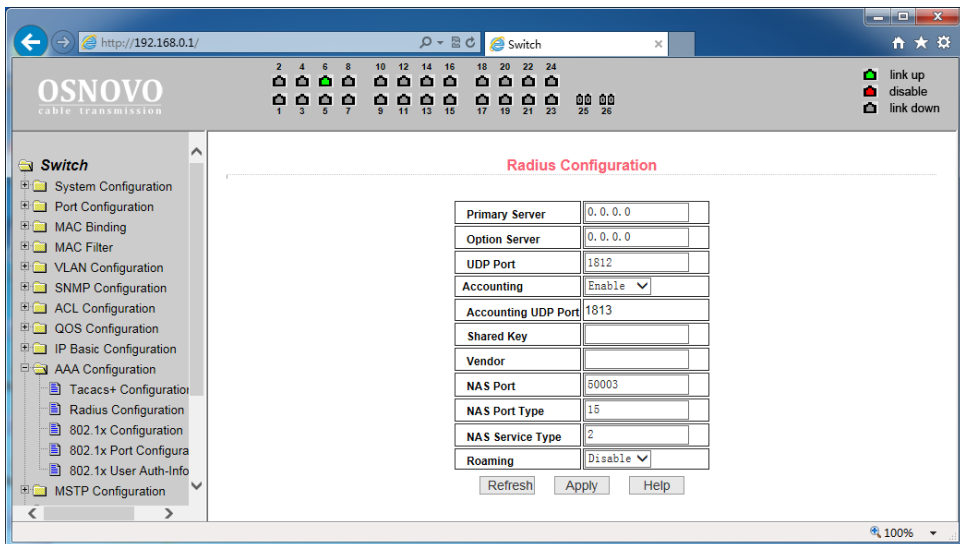 http://192.168.0.1/
Switch
OSNOVO
cable transmission
2 4 6 8 10 12 14 16 18 20 22 24
1 3 5 7 9 11 13 15 17 19 21 23 25 26
link up
disable
link down
Switch
System Configuration
Port Configuration
MAC Binding
MAC Filter
VLAN Configuration
SNMP Configuration
ACL Configuration
QOS Configuration
IP Basic Configuration
AAA Configuration
Tacacs+ Configuration
Radius Configuration
802.1x Configuration
802.1x Port Configura
802.1x User Auth-Info
MSTP Configuration
Radius Configuration
Primary Server 0.0.0.0
Option Server 0.0.0.0
UDP Port 1812
Accounting Enable
Accounting UDP Port 1813
Shared Key
Vendor
NAS Port 50003
NAS Port Type 15
NAS Service Type 2
Roaming Disable
Refresh Apply Help
100%